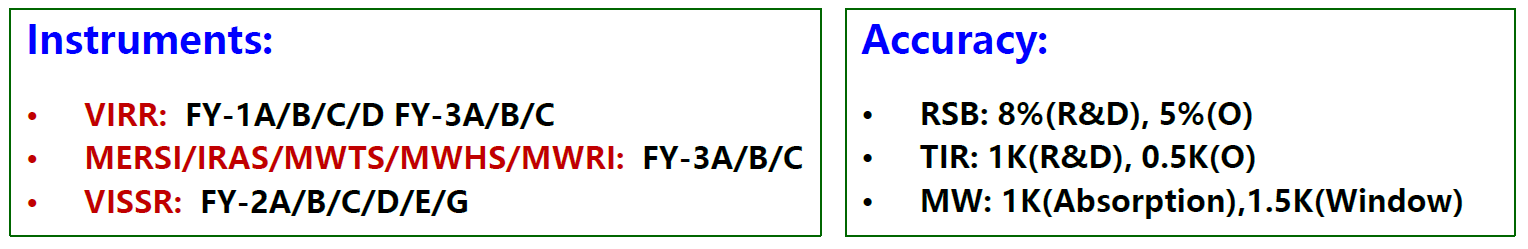 Instruments:
• VIRR: FY-1A/B/C/D FY-3A/B/C
• MERSI/IRAS/MWTS/MWHS/MWRI: FY-3A/B/C
• VISSR: FY-2A/B/C/D/E/G
Accuracy:
• RSB: 8%(R&D), 5%(O)
• TIR: 1K(R&D), 0.5K(O)
• MW: 1K(Absorption),1.5K(Window)